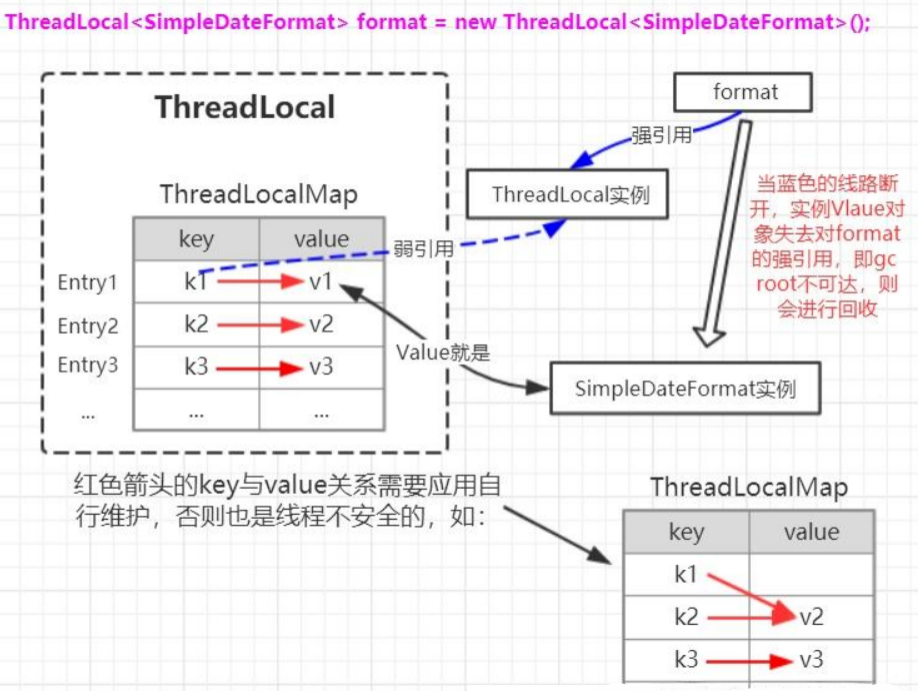 ThreadLocal<SimpleDateFormat> format = new ThreadLocal<SimpleDateFormat>();
ThreadLocal
format
强引用
ThreadLocal实例
ThreadLocalMap
key value
弱引用
Entry1 k1 v1
Entry2 k2 v2
Entry3 k3 v3
... ... ...
当蓝色的线路断
开，实例Vlaue对
象失去对format
的强引用，即gc
root不可达，则
会进行回收
Value就是
SimpleDateFormat实例
红色箭头的key与value关系需要应用自
行维护，否则也是线程不安全的，如：
ThreadLocalMap
key value
k1
k2 v2
k3 v3